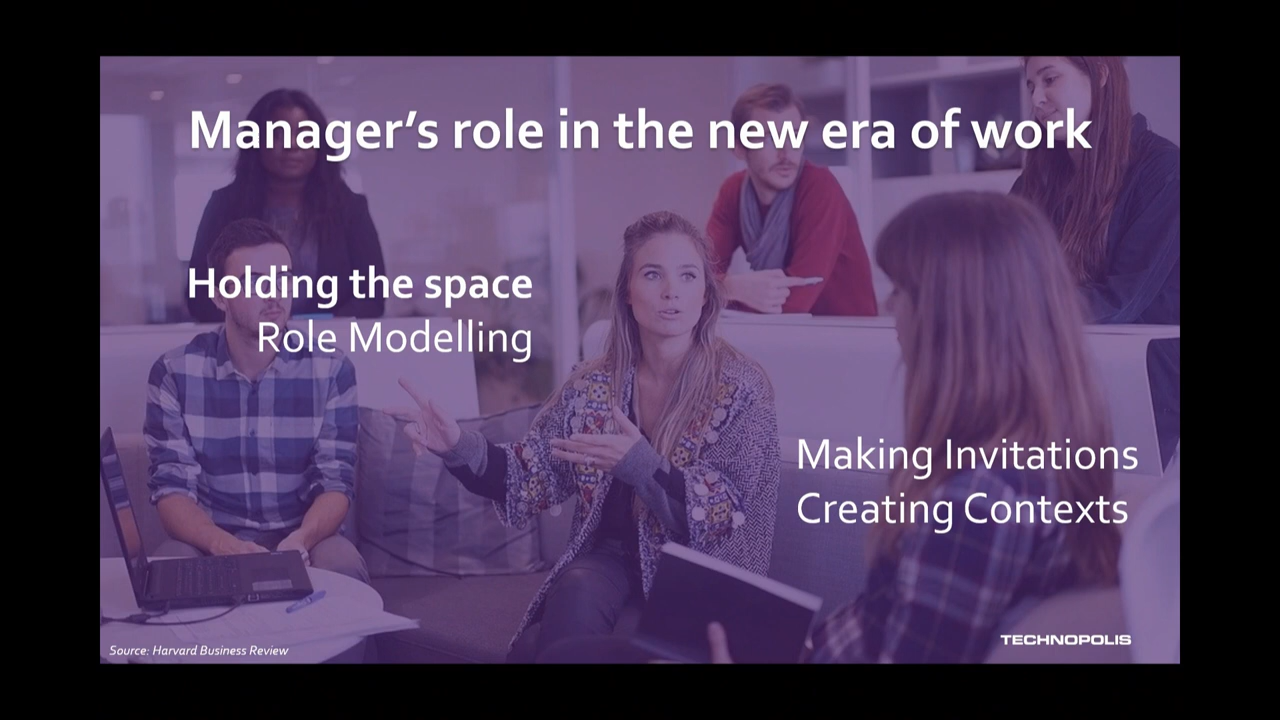 Manager’s role in the new era of work
Holding the space
Role Modelling
Making Invitations
Creating Contexts
Source: Harvard Business Review
TECHNOPOLIS